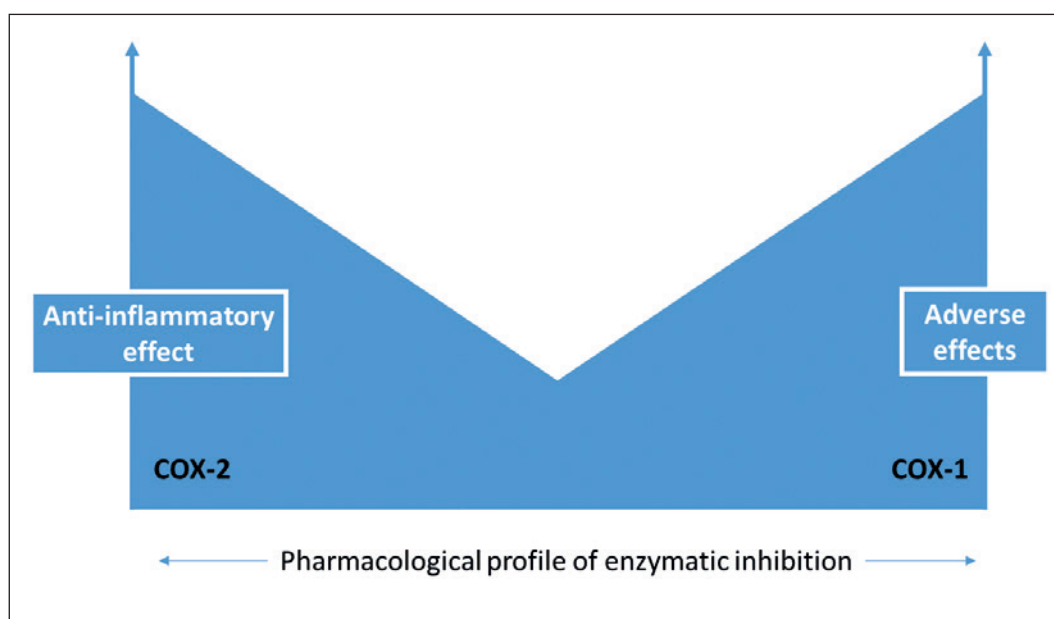 Anti-inflammatory
effect
Adverse
effects
COX-2
COX-1
Pharmacological profile of enzymatic inhibition